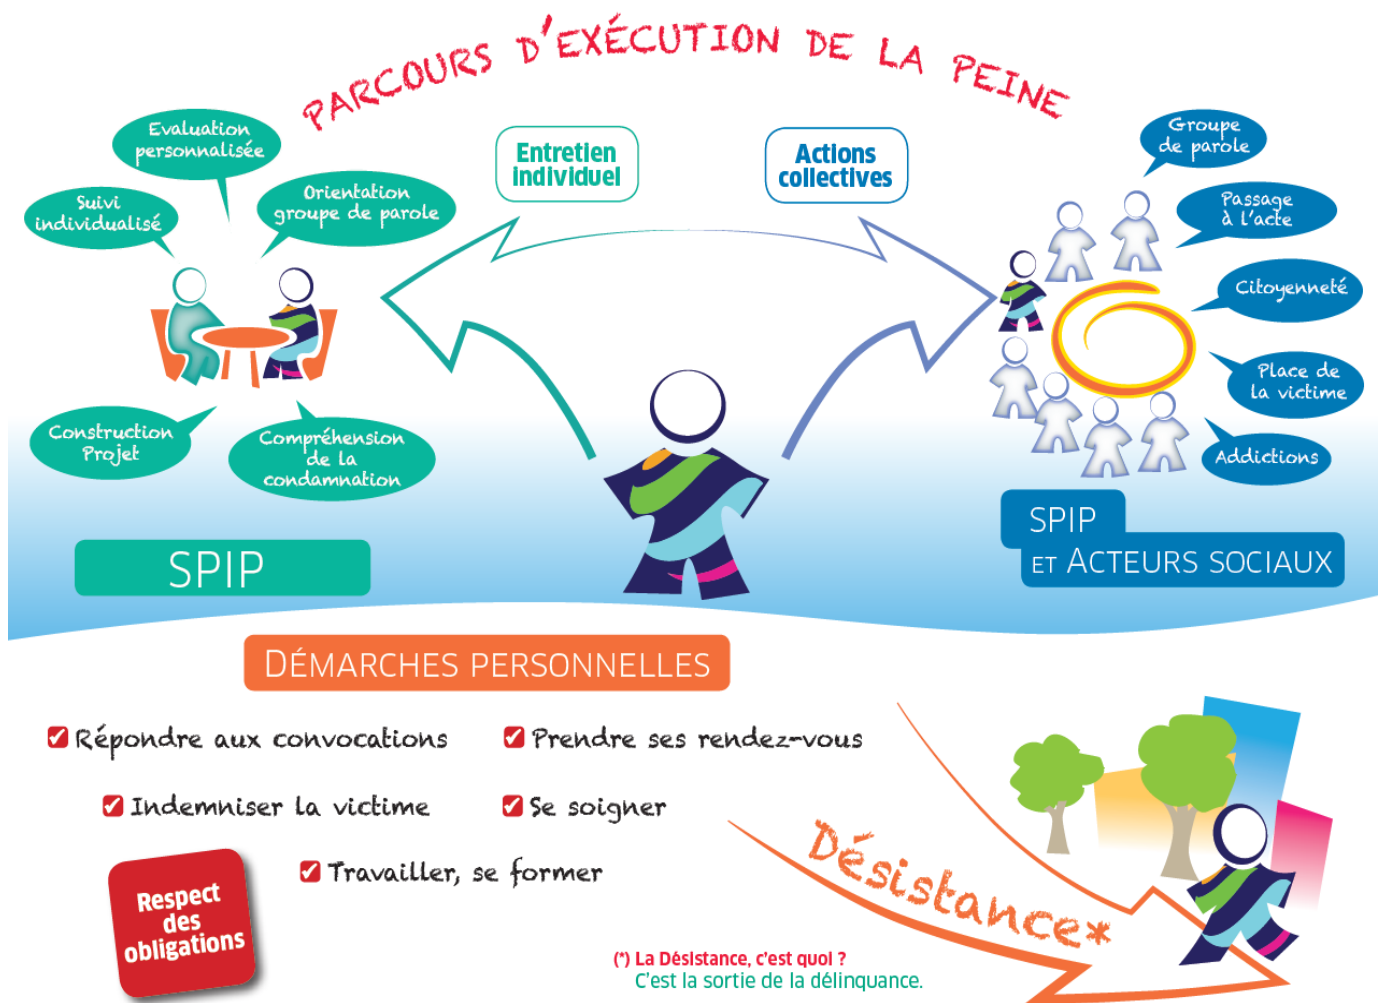 PARCOURS D'EXÉCUTION DE LA PEINE
Entretien
individuel
Actions
collectives
Evaluation
personnalisée
Suivi
individualisé
Orientation
groupe de parole
Construction
Projet
Compréhension
de la
condamnation
SPIP
Groupe
de parole
Passage
à l'acte
Citoyenneté
Place de
la victime
Addictions
SPIP
ET ACTEURS SOCIAUX
DÉMARCHES PERSONNELLES
Répondre aux convocations
Prendre ses rendez-vous
Indemniser la victime
Se soigner
Travailler, se former
Respect
des
obligations
Désistance*
(*) La Désistance, c'est quoi ?
C'est la sortie de la délinquance.